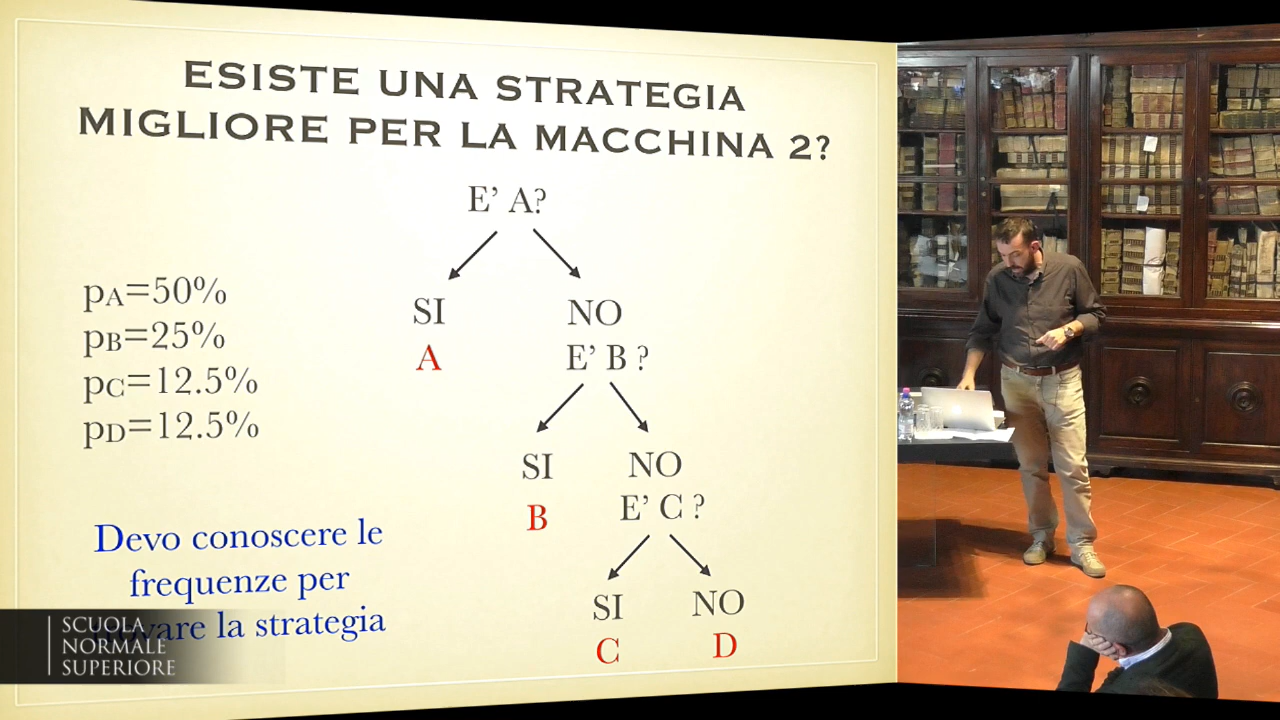 ESISTE UNA STRATEGIA
MIGLIORE PER LA MACCHINA 2?
E' A?
SI NO
A E' B ?
SI NO
B E' C ?
SI NO
C D
pA=50%
pB=25%
pC=12.5%
pD=12.5%
Devo conoscere le
frequenze per
trovare la strategia
SCUOLA
NORMALE
SUPERIORE